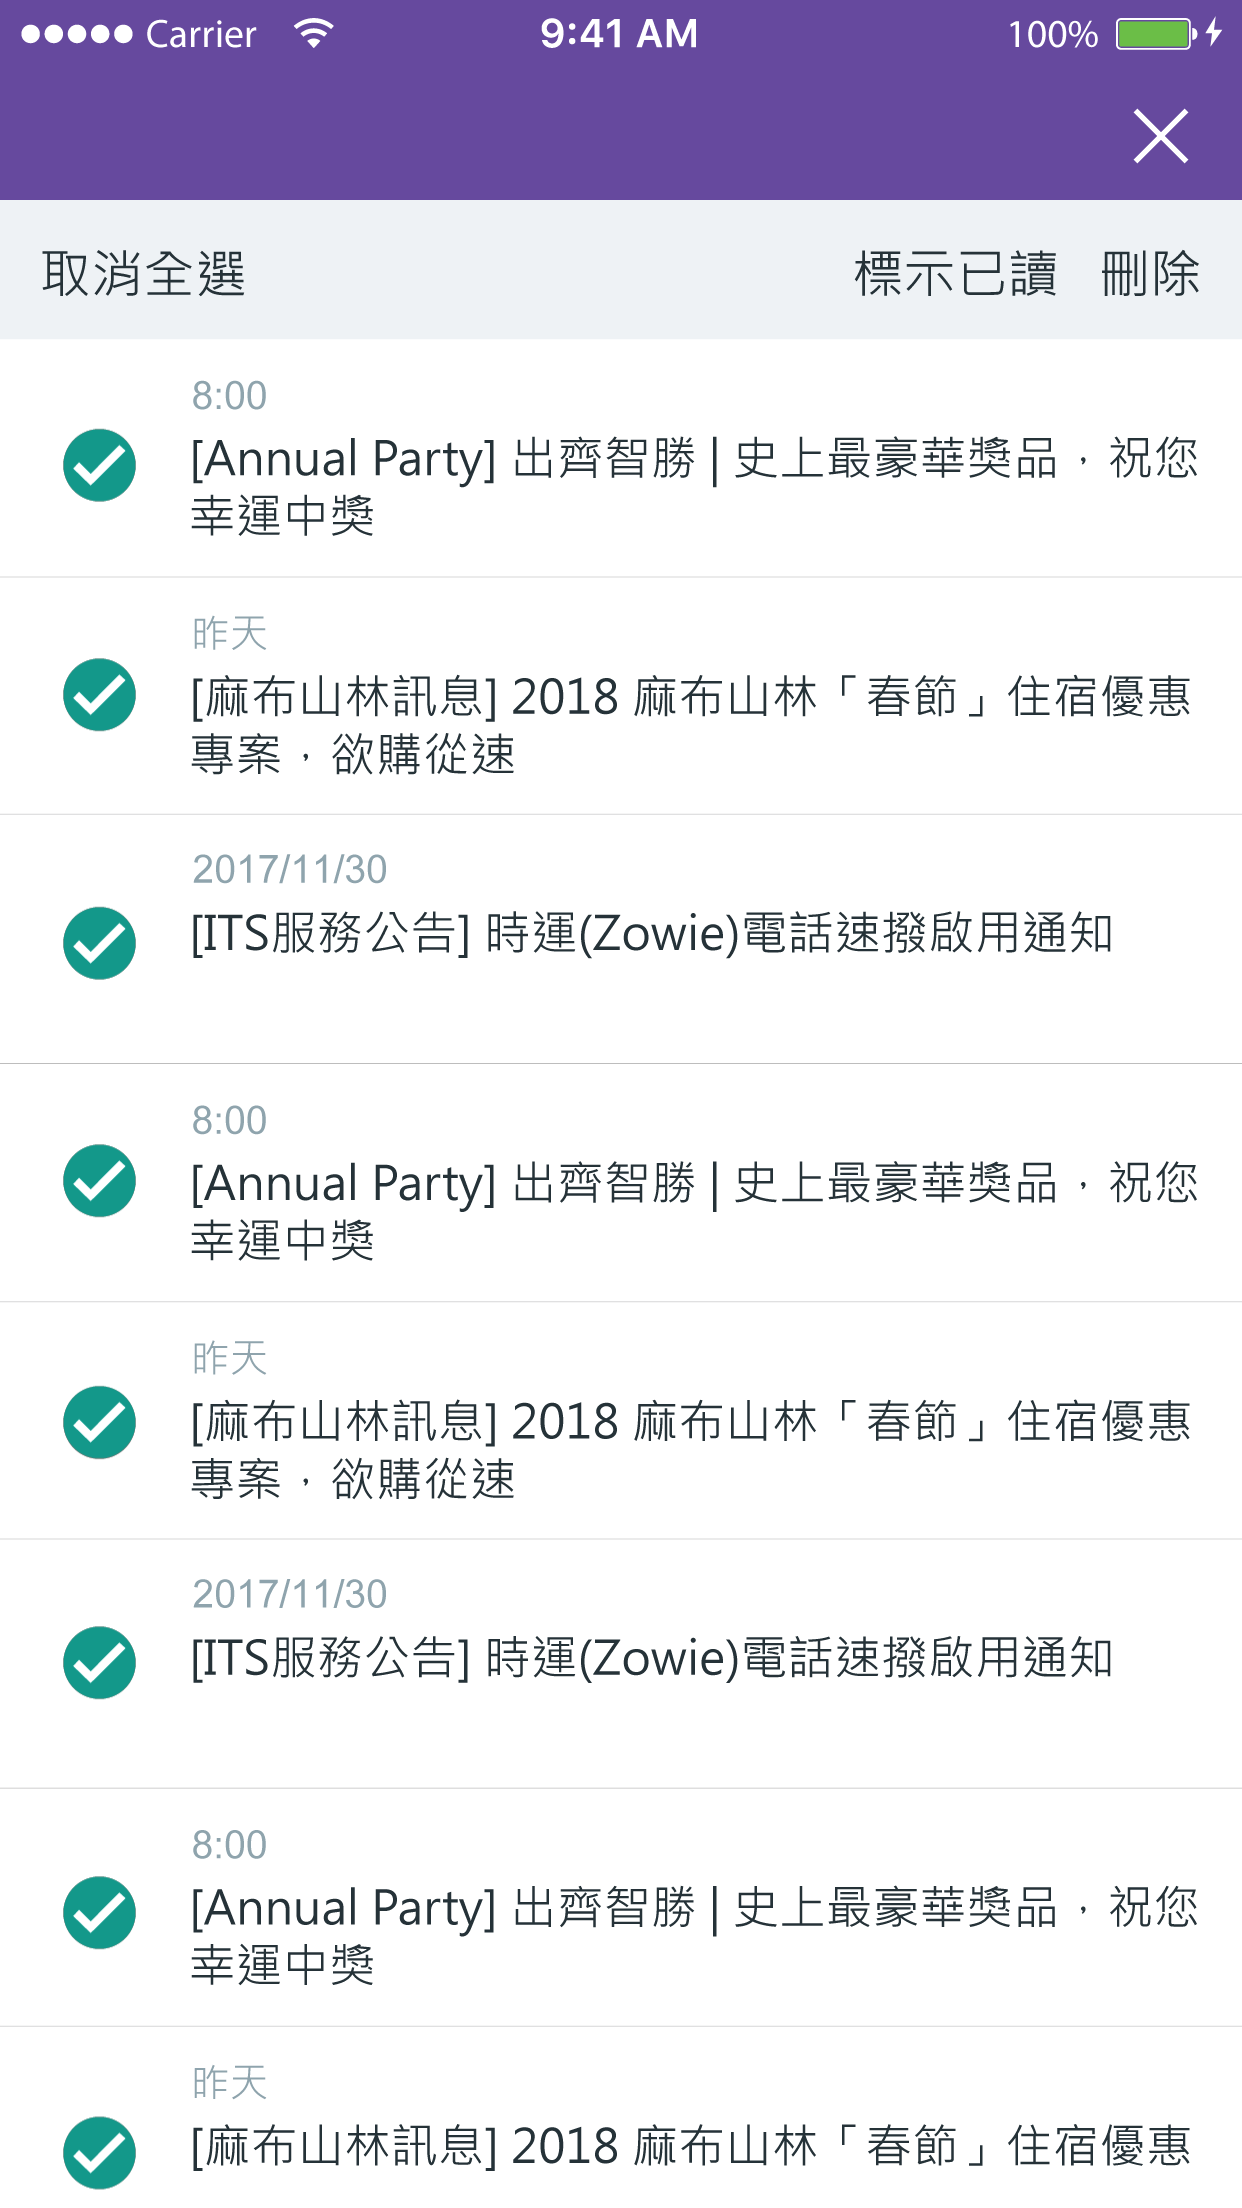 Carrier 9:41 AM 100%
取消全選 標示已讀 刪除
8:00
[Annual Party] 出齊智勝 | 史上最豪華獎品，祝您
幸運中獎
昨天
[麻布山林訊息] 2018 麻布山林「春節」住宿優惠
專案，欲購從速
2017/11/30
[ITS服務公告] 時運(Zowie)電話速撥啟用通知
8:00
[Annual Party] 出齊智勝 | 史上最豪華獎品，祝您
幸運中獎
昨天
[麻布山林訊息] 2018 麻布山林「春節」住宿優惠
專案，欲購從速
2017/11/30
[ITS服務公告] 時運(Zowie)電話速撥啟用通知
8:00
[Annual Party] 出齊智勝 | 史上最豪華獎品，祝您
幸運中獎
昨天
[麻布山林訊息] 2018 麻布山林「春節」住宿優惠